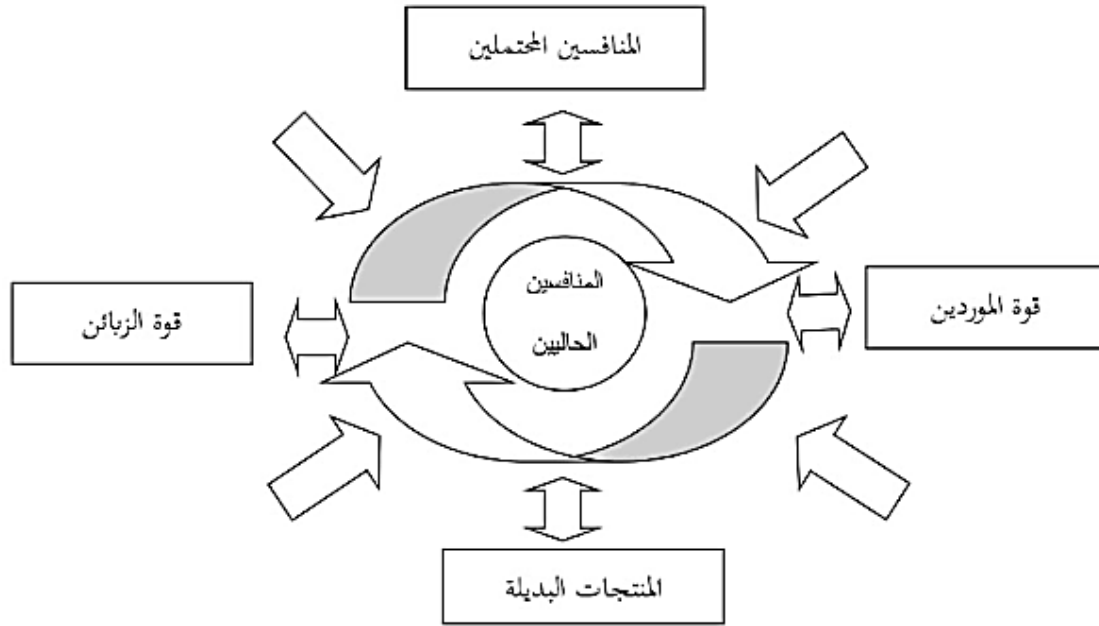 المنافسين المحتملين
قوة الموردين
المنافسين
الحاليين
قوة الزبائن
المنتجات البديلة